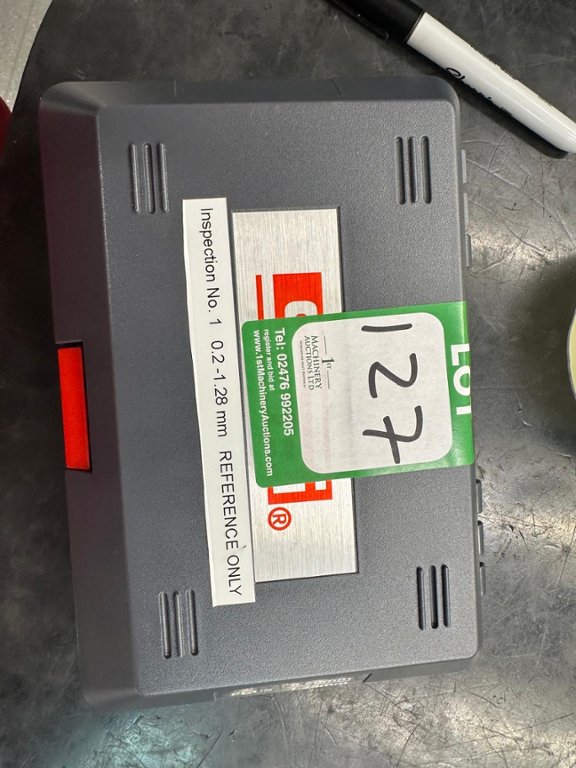 Inspection No. 1 0.2 -1.28 mm REFERENCE ONLY
LOT
127
1ST
MACHINERY
AUCTIONS LTD
Tel: 02476 992205
register and bid at
www.1stMachineryAuctions.com
®
Sharpie